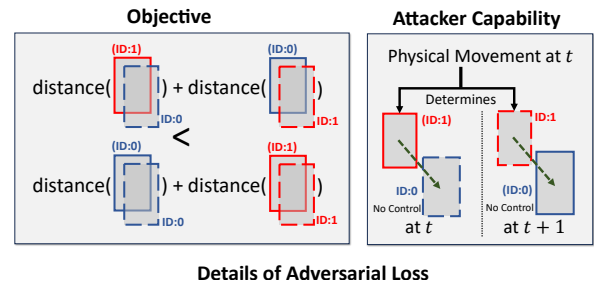 Objective
(ID:1) (ID:0)
distance( ) + distance( )
ID:0 ID:1
<
(ID:0) (ID:1)
distance( ) + distance( )
ID:0 ID:1
Attacker Capability
Physical Movement at t
Determines
(ID:1) ID:1
ID:0 (ID:0)
No Control No Control
at t at t + 1
Details of Adversarial Loss